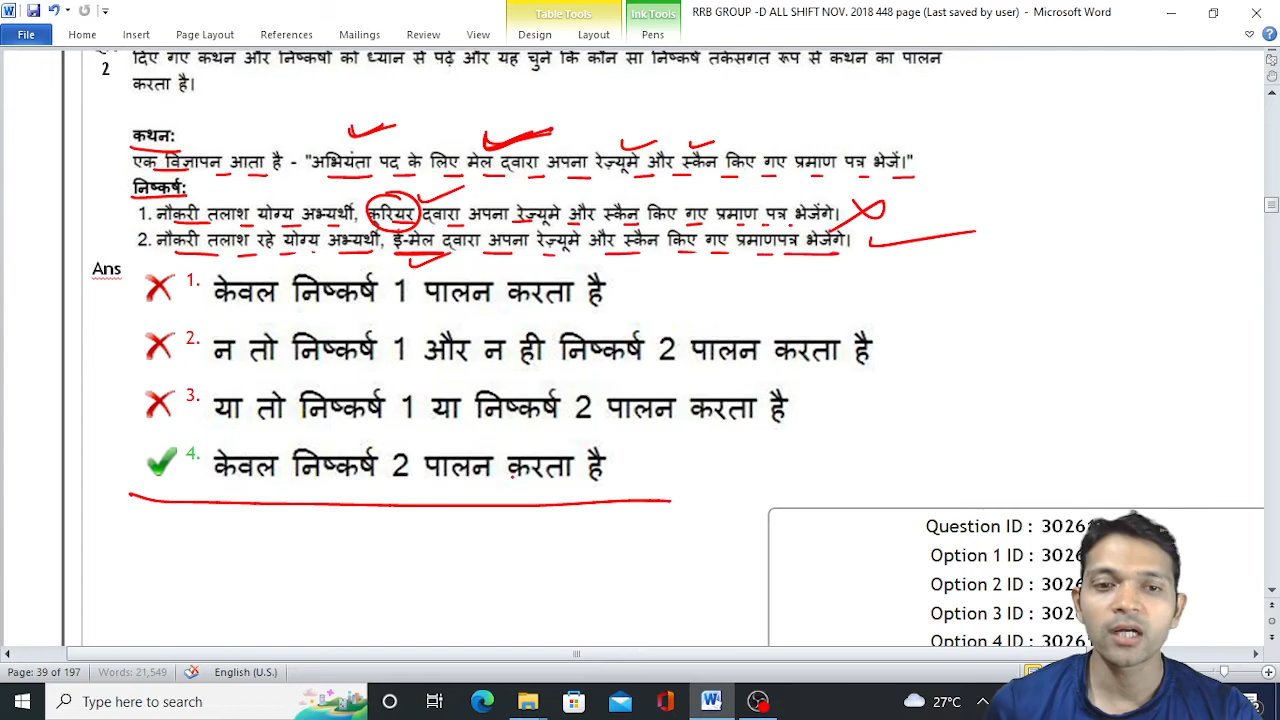 RRB GROUP -D ALL SHIFT NOV. 2018 448 page (Last saved by user) - Microsoft Word
Table Tools
Ink Tools
File
Home
Insert
Page Layout
References
Mailings
Review
View
Design
Layout
Pens
2
दिए गए कथन और निष्कर्षों को ध्यान से पढ़ें और यह चुनें कि कौन सा निष्कर्ष तर्कसंगत रूप से कथन का पालन
करता है।
कथन:
एक विज्ञापन आता है - "अभियंता पद के लिए मेल द्वारा अपना रेज़्यूमे और स्कैन किए गए प्रमाण पत्र भेजें।"
निष्कर्ष:
1. नौकरी तलाश योग्य अभ्यर्थी, करियर द्वारा अपना रेज़्यूमे और स्कैन किए गए प्रमाण पत्र भेजेंगे।
2. नौकरी तलाश रहे योग्य अभ्यर्थी, ई-मेल द्वारा अपना रेज़्यूमे और स्कैन किए गए प्रमाणपत्र भेजेंगे।
Ans
1. केवल निष्कर्ष 1 पालन करता है
2. न तो निष्कर्ष 1 और न ही निष्कर्ष 2 पालन करता है
3. या तो निष्कर्ष 1 या निष्कर्ष 2 पालन करता है
4. केवल निष्कर्ष 2 पालन करता है
Question ID : 3026
Option 1 ID : 3026
Option 2 ID : 3026
Option 3 ID : 3026
Option 4 ID : 3026
Page: 39 of 197
Words: 21,549
English (U.S.)
Type here to search
27°C